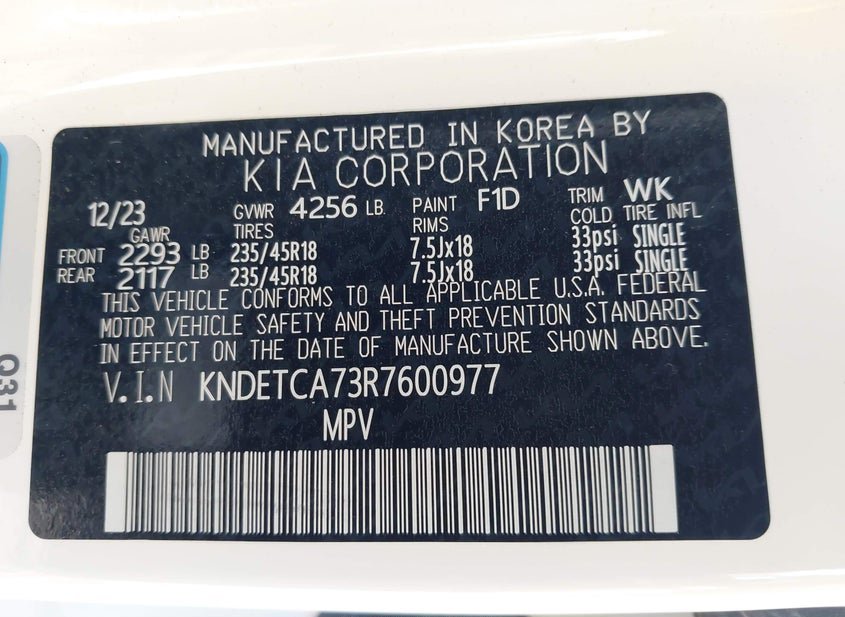 MANUFACTURED IN KOREA BY
KIA CORPORATION
12/23 GVWR 4256 LB PAINT F1D TRIM WK
GAWR TIRES RIMS COLD TIRE INFL
FRONT 2293 LB 235/45R18 7.5Jx18 33psi SINGLE
REAR 2117 LB 235/45R18 7.5Jx18 33psi SINGLE
THIS VEHICLE CONFORMS TO ALL APPLICABLE U.S.A. FEDERAL
MOTOR VEHICLE SAFETY AND THEFT PREVENTION STANDARDS
IN EFFECT ON THE DATE OF MANUFACTURE SHOWN ABOVE.
V.I.N KNDETCA73R7600977
MPV
Q31